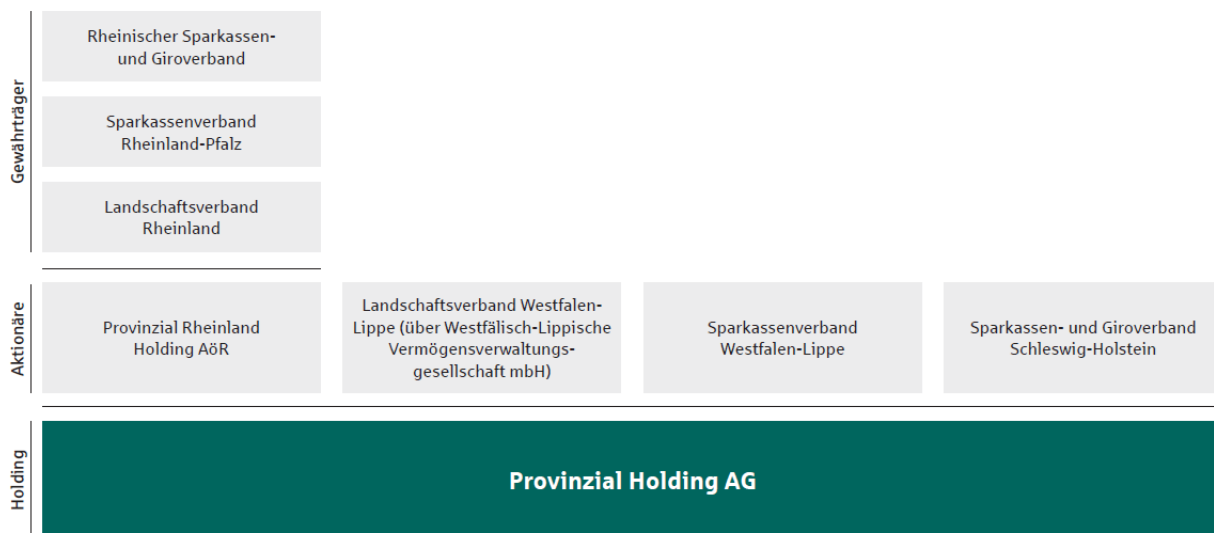 Gewährträger
Rheinischer Sparkassen-
und Giroverband
Sparkassenverband
Rheinland-Pfalz
Landschaftsverband
Rheinland
Aktionäre
Provinzial Rheinland
Holding AöR
Landschaftsverband Westfalen-
Lippe (über Westfälisch-Lippische
Vermögensverwaltungs-
gesellschaft mbH)
Sparkassenverband
Westfalen-Lippe
Sparkassen- und Giroverband
Schleswig-Holstein
Holding
Provinzial Holding AG